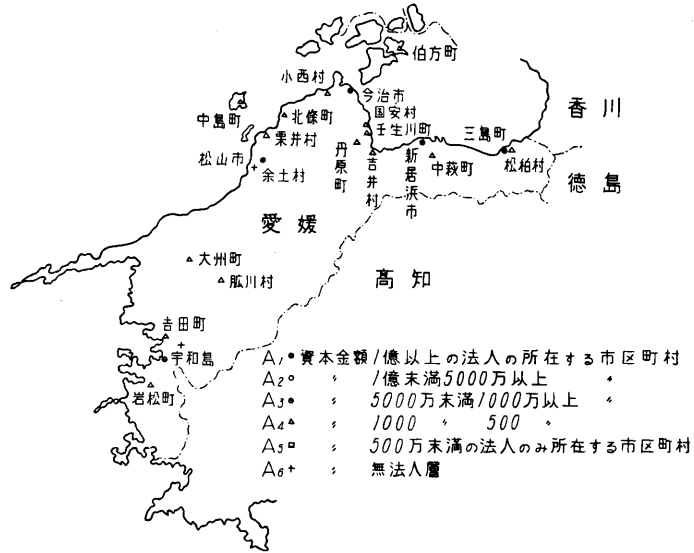 伯方町
小西村
今治市
国安村
壬生川町
北條町
中島町
栗井村
丹原町
吉井村
新居浜市
三島町
松柏村
中萩町
香川
徳島
松山市
余土村
愛媛
高知
大州町
肱川村
吉田町
宇和島
岩松町
A₁ 資本金額1億以上の法人の所在する市区町村
A₂ 〃 1億末満5000万以上 〃
A₃ 〃 5000万末満1000万以上 〃
A₄ 〃 1000 〃 500 〃
A₅ 〃 500万末満の法人のみ所在する市区町村
A₆ + 〃 無法人層